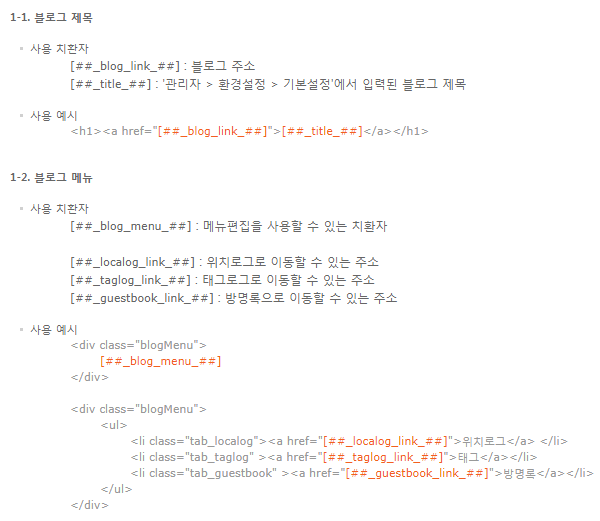 1-1. 블로그 제목
사용 치환자
[##_blog_link_##] : 블로그 주소
[##_title_##] : '관리자 > 환경설정 > 기본설정'에서 입력된 블로그 제목
사용 예시
<h1><a href="[##_blog_link_##]">[##_title_##]</a></h1>
1-2. 블로그 메뉴
사용 치환자
[##_blog_menu_##] : 메뉴편집을 사용할 수 있는 치환자
[##_localog_link_##] : 위치로그로 이동할 수 있는 주소
[##_taglog_link_##] : 태그로그로 이동할 수 있는 주소
[##_guestbook_link_##] : 방명록으로 이동할 수 있는 주소
사용 예시
<div class="blogMenu">
[##_blog_menu_##]
</div>
<div class="blogMenu">
<ul>
<li class="tab_localog"><a href="[##_localog_link_##]">위치로그</a> </li>
<li class="tab_taglog" ><a href="[##_taglog_link_##]">태그</a></li>
<li class="tab_guestbook" ><a href="[##_guestbook_link_##]">방명록</a></li>
</ul>
</div>